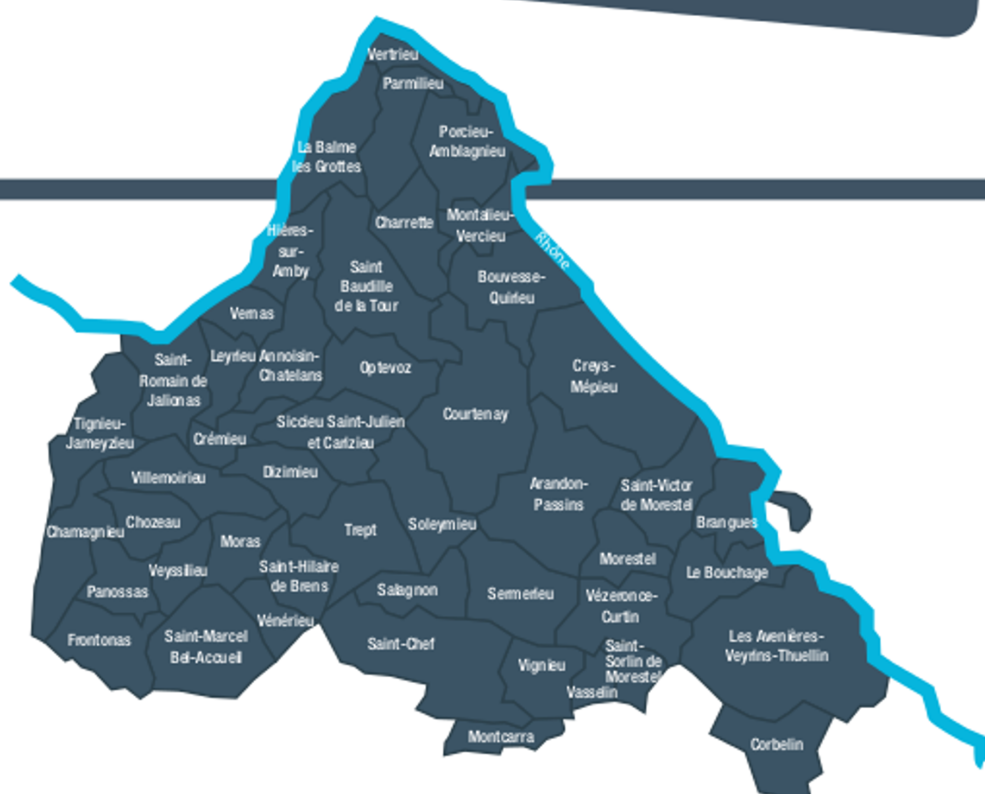 Vertrieu
Parmilieu
Porcieu-
Amblagnieu
La Balme
les Grottes
Charrette
Montalieu-
Vercieu
Hières-
sur-
Amby
Rhône
Saint
Baudille
de la Tour
Bouvesse-
Quirieu
Vernas
Saint-
Romain de
Jalionas
Leyrieu
Annoisin-
Chatelans
Optevoz
Creys-
Mépieu
Courtenay
Tignieu-
Jameyzieu
Crémieu
Siccieu Saint-Julien
et Carizieu
Villemoirieu
Dizimieu
Arandon-
Passins
Saint-Victor
de Morestel
Brangues
Chamagnieu
Chozeau
Moras
Trept
Soleymieu
Veyssilieu
Saint-Hilaire
de Brens
Morestel
Le Bouchage
Panossas
Salagnon
Sermerieu
Vézeronce-
Curtin
Frontonas
Saint-Marcel
Bel-Accueil
Vénérieu
Saint-Chef
Vignieu
Saint-
Sorlin de
Morestel
Vasselin
Les Avenières-
Veyrins-Thuellin
Montcarra
Corbelin